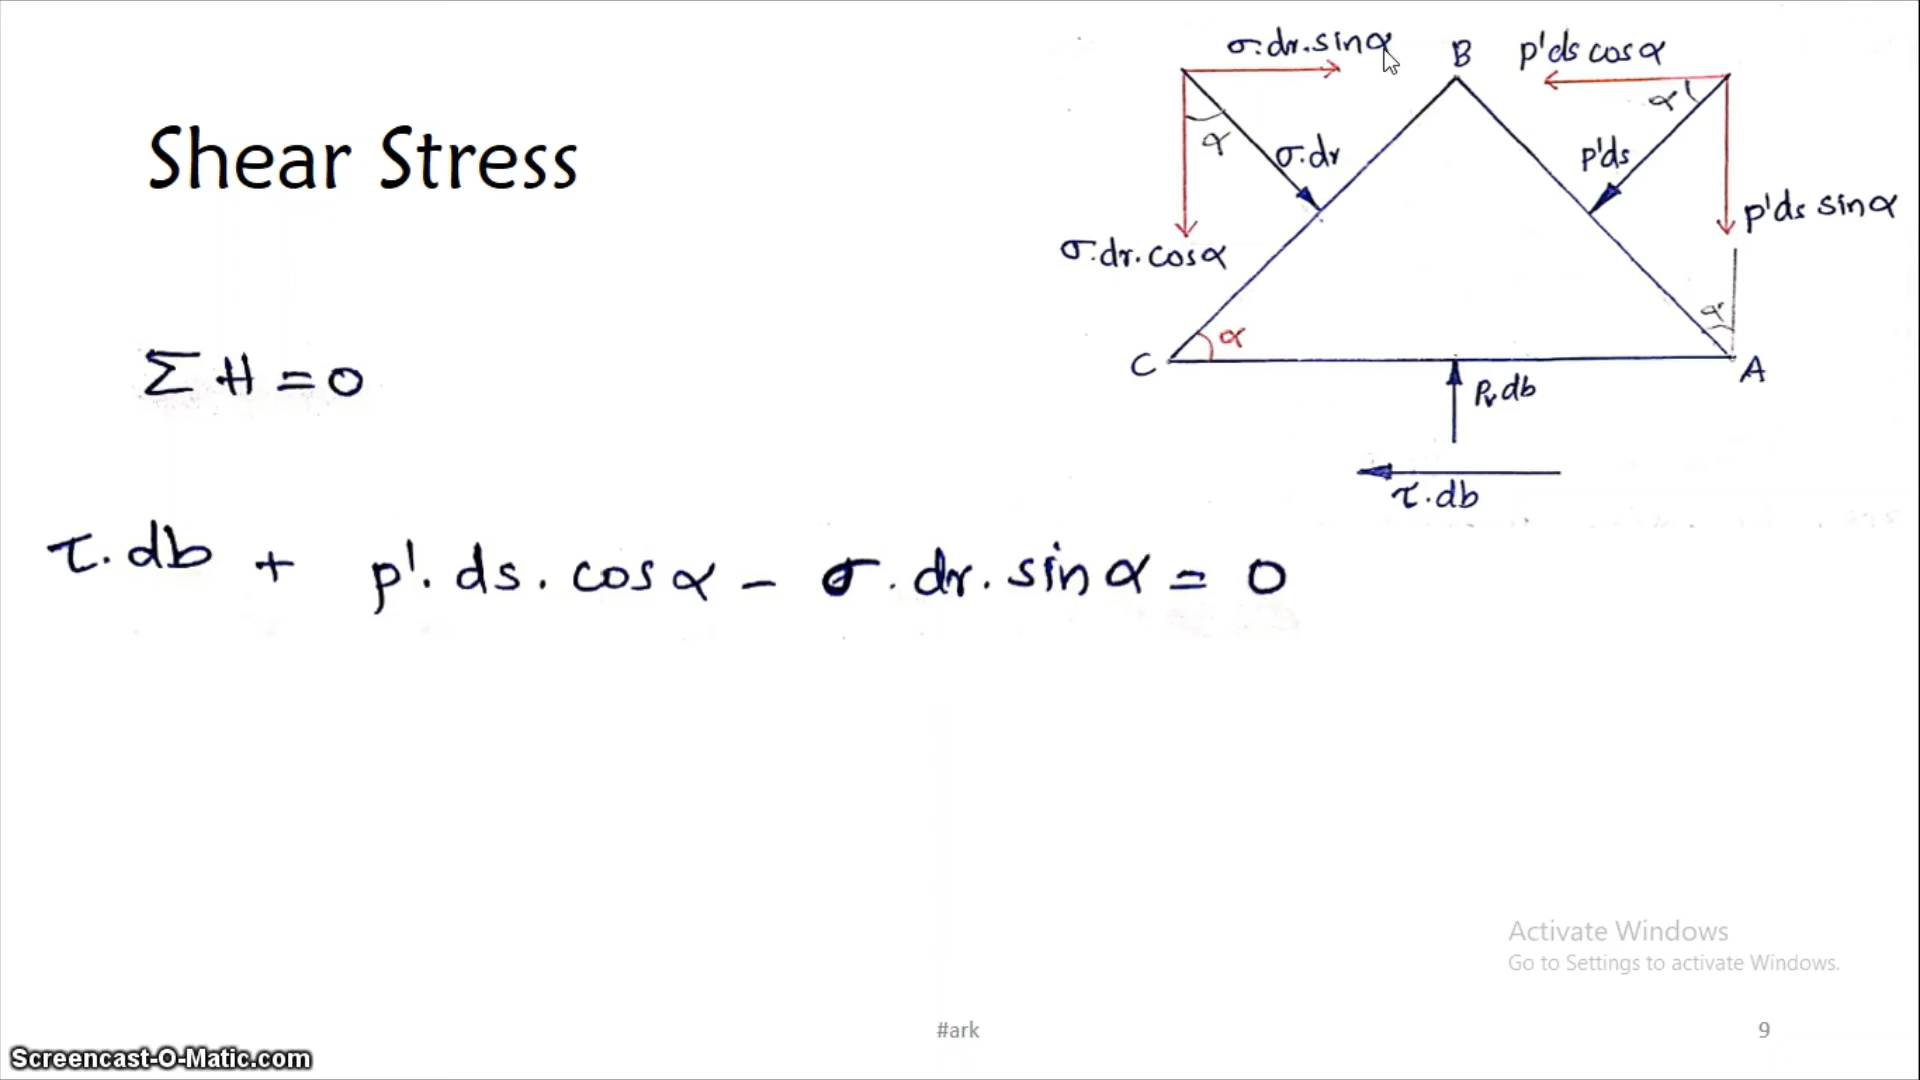 Shear Stress
σ.dr.sinα
B
p'ds cosα
α
α
σ.dr
p'ds
p'ds sinα
σ.dr.cosα
α
α
C
A
Pv db
τ.db
Σ H = 0
τ.db + p'.ds.cosα - σ.dr.sinα = 0
Activate Windows
Go to Settings to activate Windows.
#ark
9
Screencast-O-Matic.com